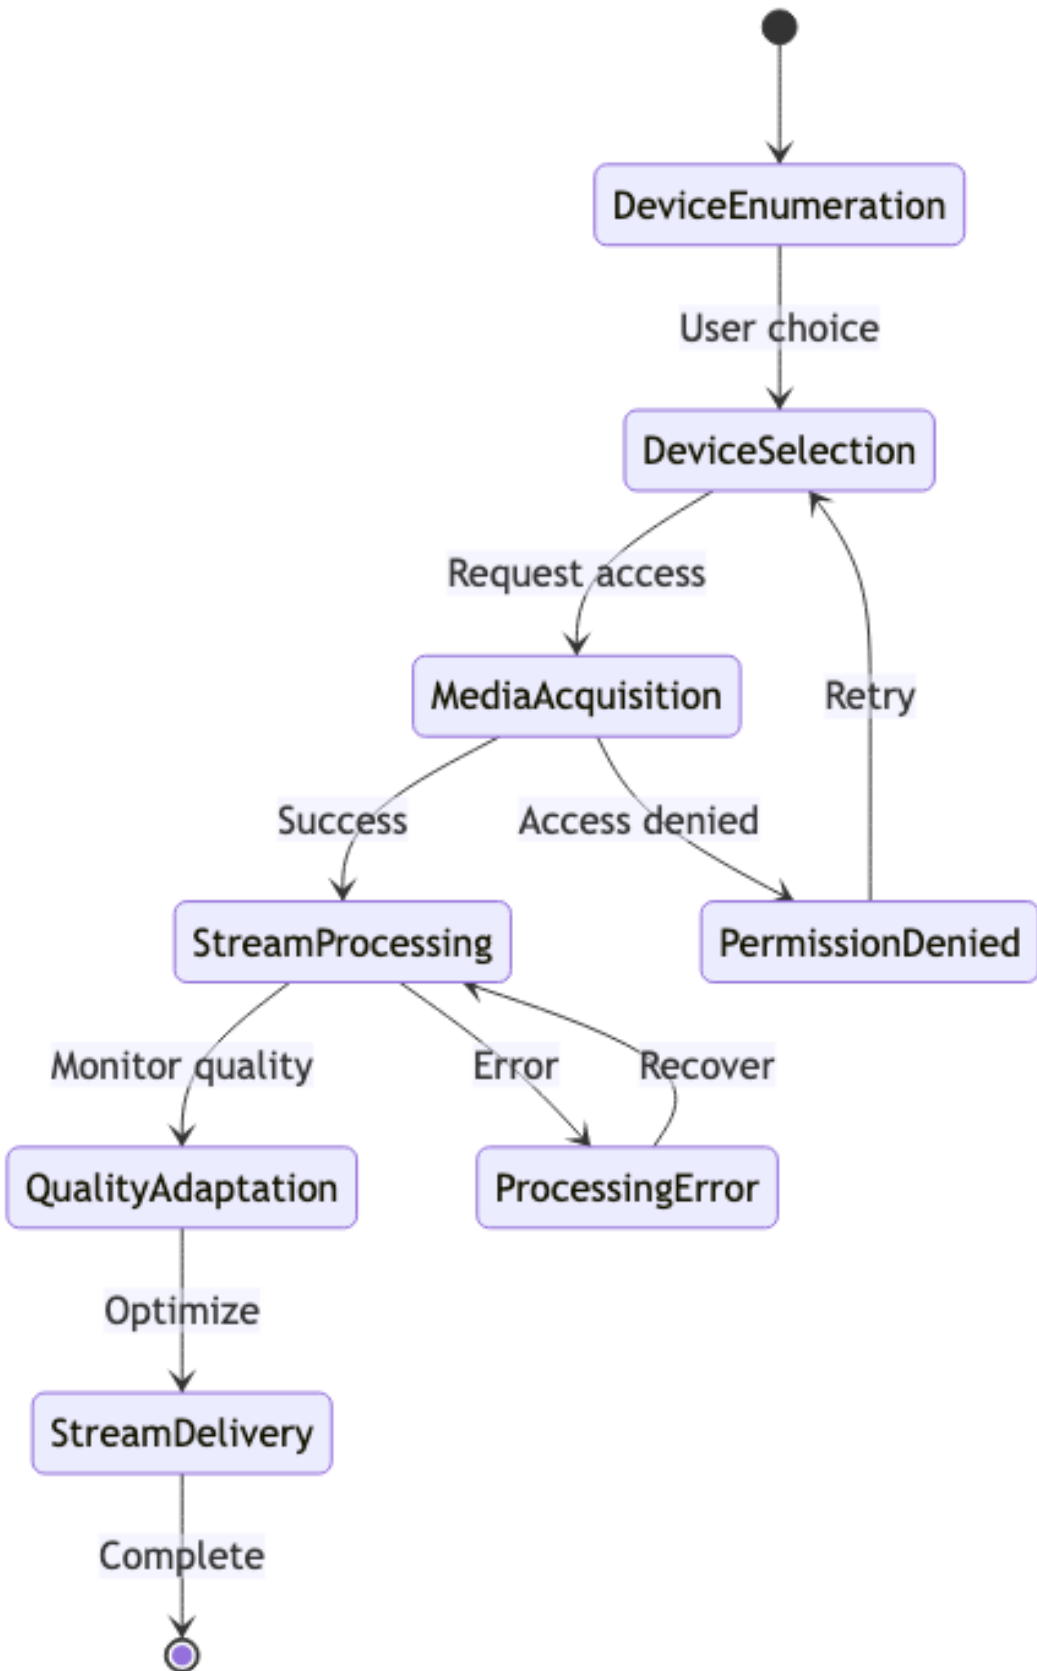 DeviceEnumeration
User choice
DeviceSelection
Request access
MediaAcquisition
Retry
Success
Access denied
StreamProcessing
PermissionDenied
Monitor quality
Error
Recover
QualityAdaptation
ProcessingError
Optimize
StreamDelivery
Complete